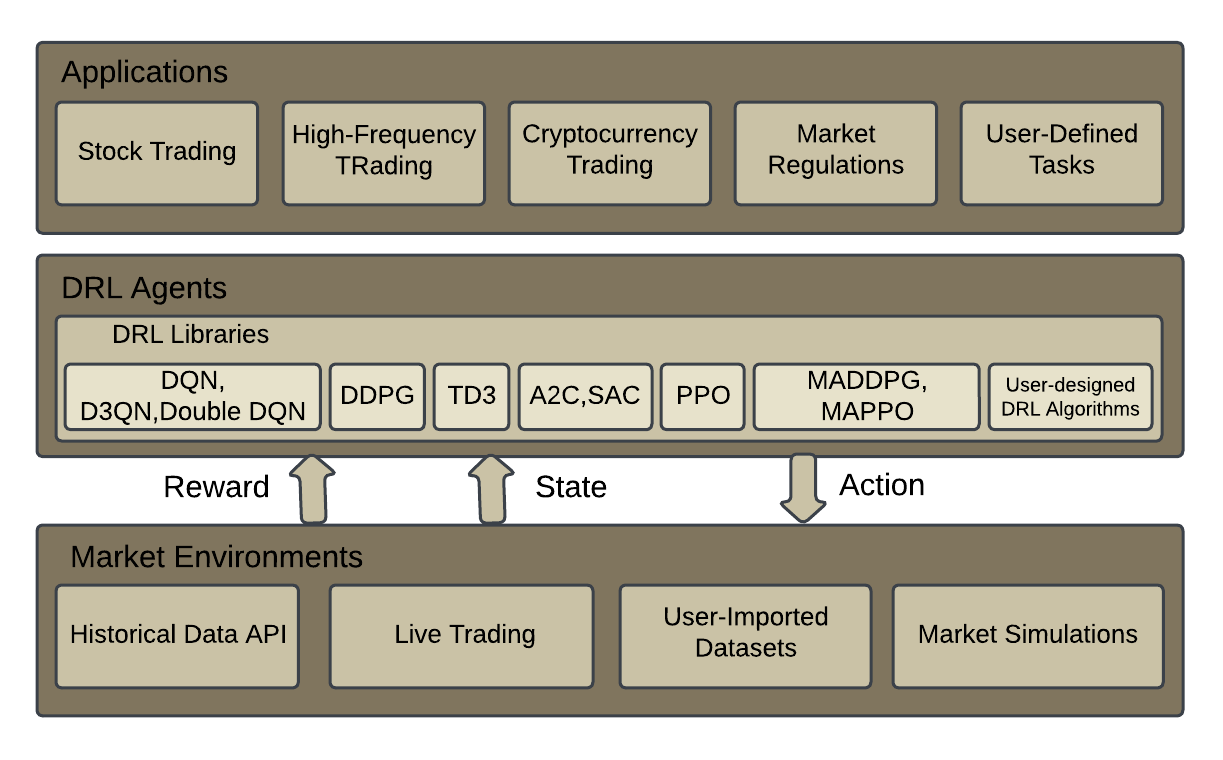 Applications
Stock Trading
High-Frequency
TRading
Cryptocurrency
Trading
Market
Regulations
User-Defined
Tasks
DRL Agents
DRL Libraries
DQN,
D3QN,Double DQN
DDPG
TD3
A2C,SAC
PPO
MADDPG,
MAPPO
User-designed
DRL Algorithms
Reward
State
Action
Market Environments
Historical Data API
Live Trading
User-Imported
Datasets
Market Simulations